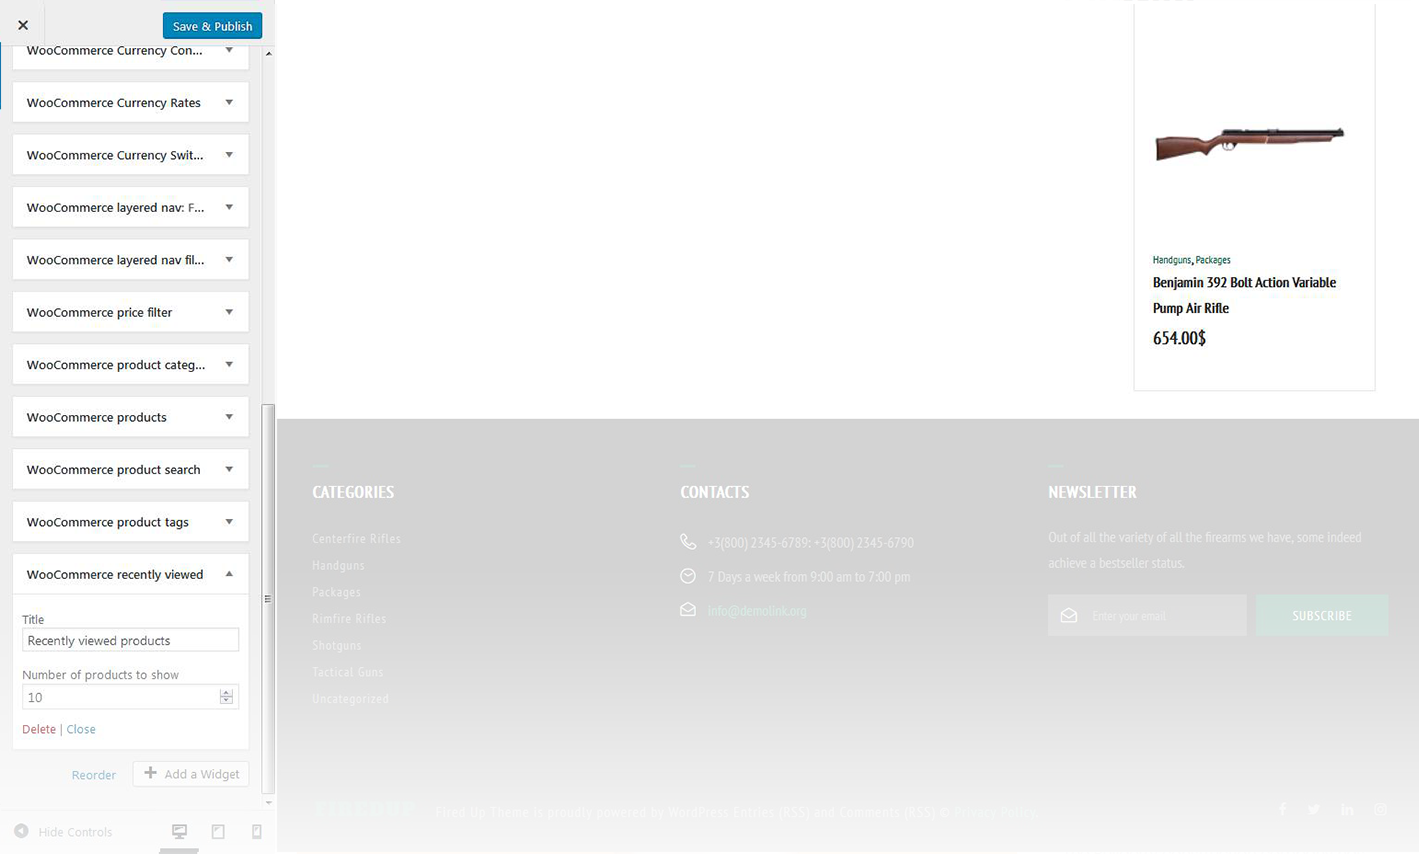 Save & Publish
WooCommerce Currency Con...
WooCommerce Currency Rates
WooCommerce Currency Swit...
WooCommerce layered nav: F...
WooCommerce layered nav fil...
WooCommerce price filter
WooCommerce product categ...
WooCommerce products
WooCommerce product search
WooCommerce product tags
WooCommerce recently viewed
Title
Recently viewed products
Number of products to show
10
Delete | Close
Reorder
Add a Widget
Hide Controls
Handguns, Packages
Benjamin 392 Bolt Action Variable
Pump Air Rifle
654.00$
CATEGORIES
Centerfire Rifles
Handguns
Packages
Rimfire Rifles
Shotguns
Tactical Guns
Uncategorized
CONTACTS
+3(800) 2345-6789; +3(800) 2345-6790
7 Days a week from 9:00 am to 7:00 pm
info@demolink.org
NEWSLETTER
Out of all the variety of all the firearms we have, some indeed
achieve a bestseller status.
Enter your email
SUBSCRIBE
Fired Up Theme is proudly powered by WordPress Entries (RSS) and Comments (RSS) © Privacy Policy